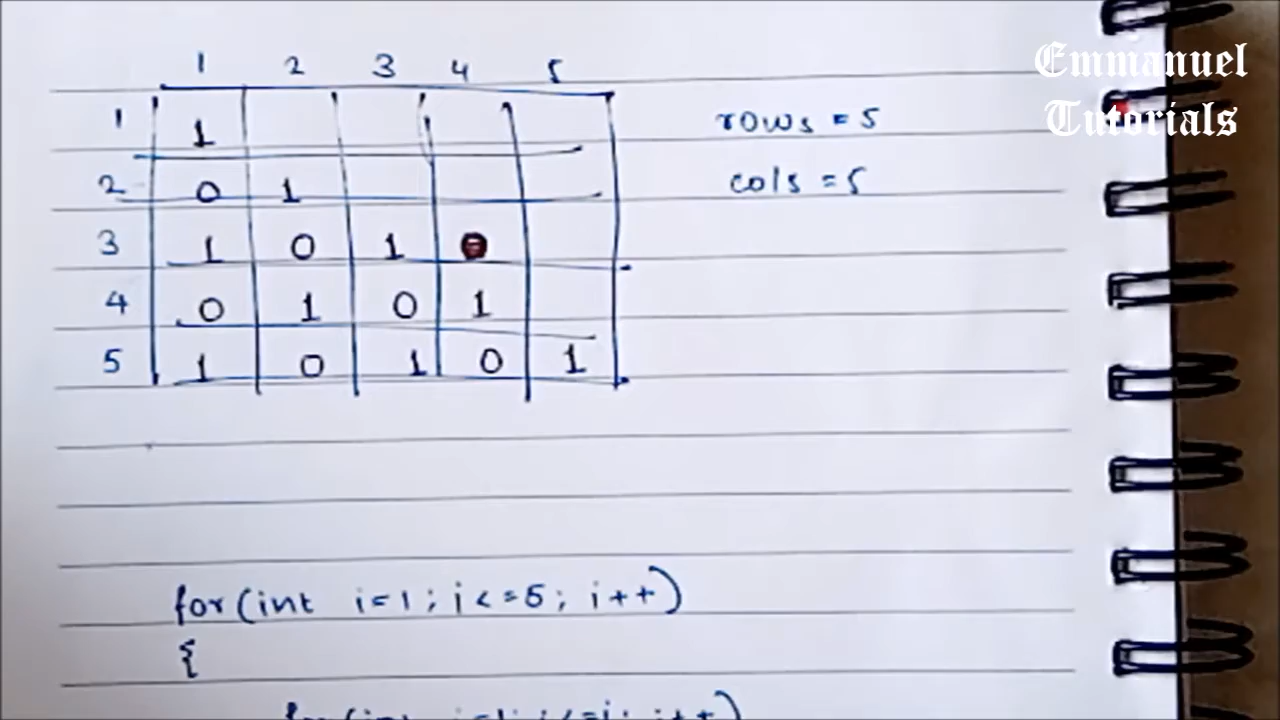 1 2 3 4 5
1 1
2 0 1
3 1 0 1
4 0 1 0 1
5 1 0 1 0 1
rows = 5
cols = 5
Emmanuel
Tutorials
for(int i=1; i<=5; i++)
{